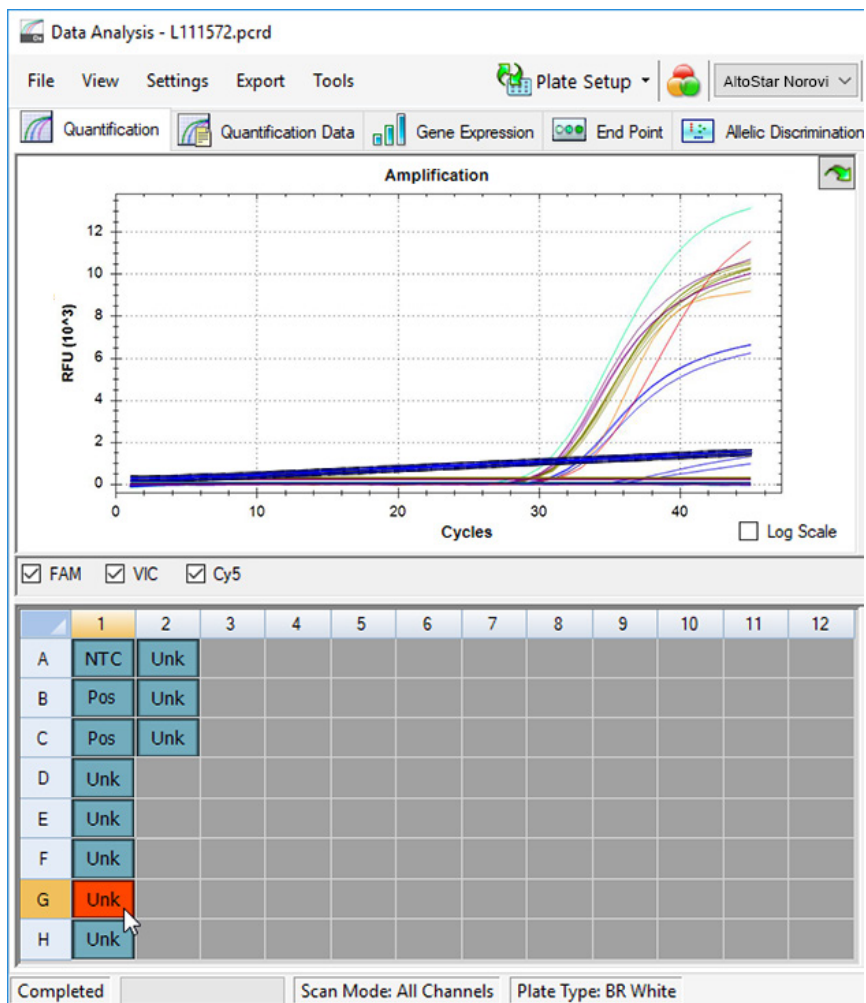 Data Analysis - L111572.pcrd
File View Settings Export Tools Plate Setup AltoStar Norovi
Quantification Quantification Data Gene Expression End Point Allelic Discrimination
Amplification
RFU (10^3)
12
10
8
6
4
2
0
0 10 20 30 40
Cycles
Log Scale
FAM VIC Cy5
1 2 3 4 5 6 7 8 9 10 11 12
A NTC Unk
B Pos Unk
C Pos Unk
D Unk
E Unk
F Unk
G Unk
H Unk
Completed Scan Mode: All Channels Plate Type: BR White